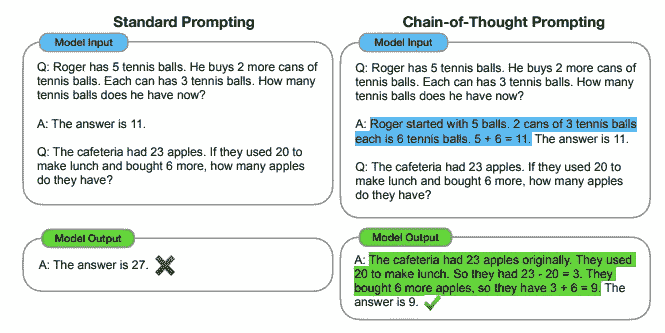 Standard Prompting
Model Input
Q: Roger has 5 tennis balls. He buys 2 more cans of
tennis balls. Each can has 3 tennis balls. How many
tennis balls does he have now?
A: The answer is 11.
Q: The cafeteria had 23 apples. If they used 20 to
make lunch and bought 6 more, how many apples
do they have?
Model Output
A: The answer is 27.
Chain-of-Thought Prompting
Model Input
Q: Roger has 5 tennis balls. He buys 2 more cans of
tennis balls. Each can has 3 tennis balls. How many
tennis balls does he have now?
A: Roger started with 5 balls. 2 cans of 3 tennis balls
each is 6 tennis balls. 5 + 6 = 11. The answer is 11.
Q: The cafeteria had 23 apples. If they used 20 to
make lunch and bought 6 more, how many apples
do they have?
Model Output
A: The cafeteria had 23 apples originally. They used
20 to make lunch. So they had 23 - 20 = 3. They
bought 6 more apples, so they have 3 + 6 = 9. The
answer is 9.